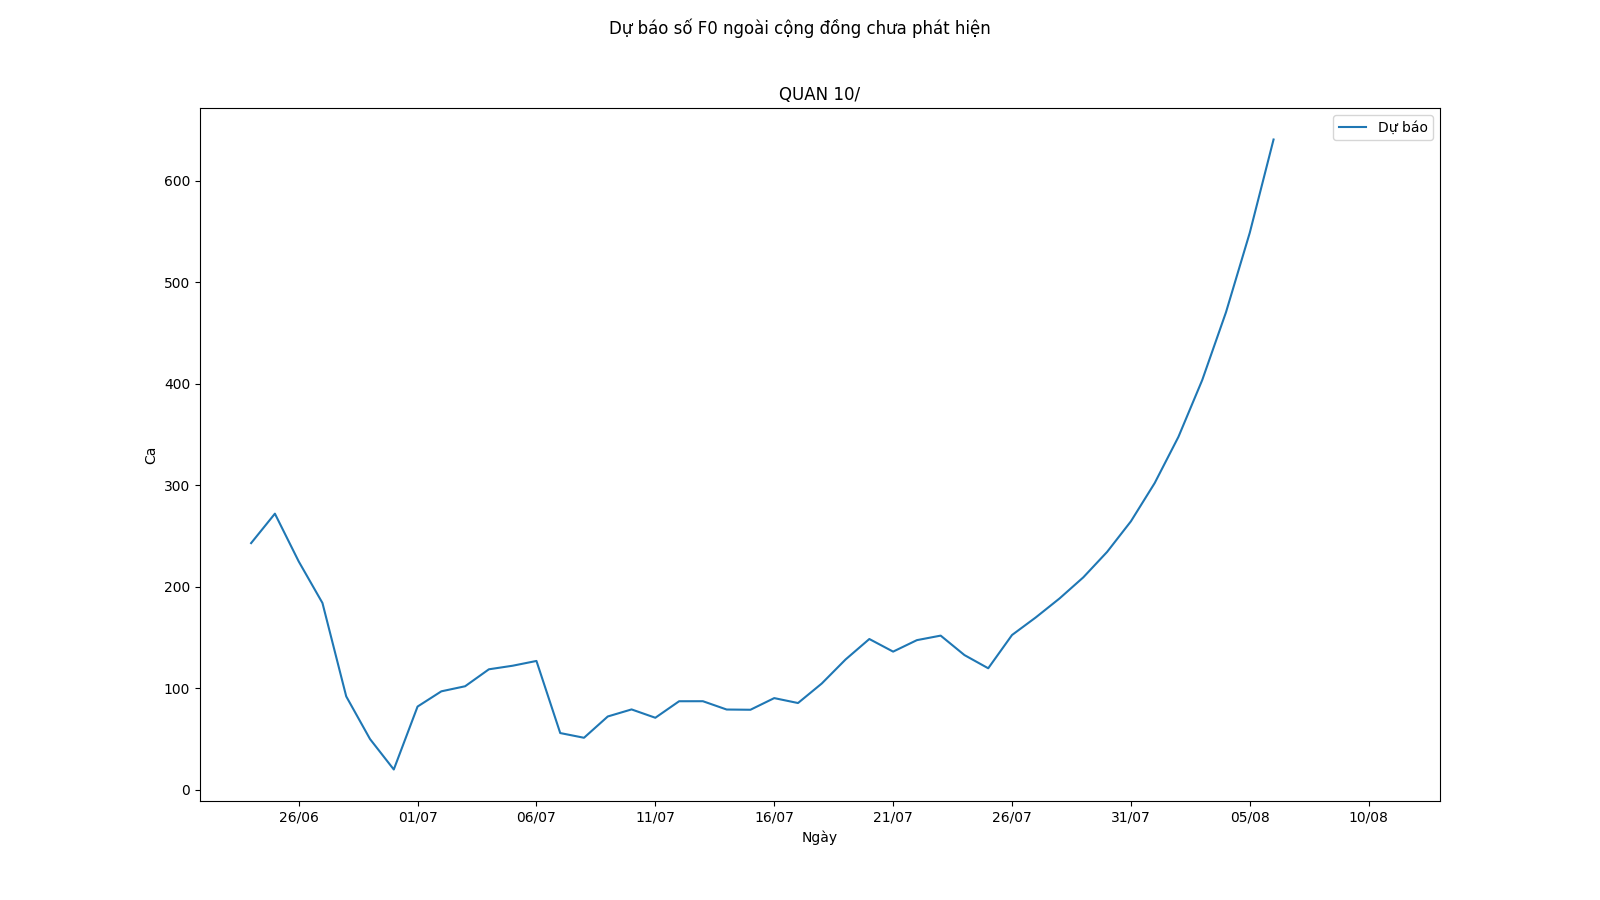 Dự báo số F0 ngoài cộng đồng chưa phát hiện
QUAN 10/
Dự báo
600
500
400
300
200
100
0
Ca
26/06 01/07 06/07 11/07 16/07 21/07 26/07 31/07 05/08 10/08
Ngày